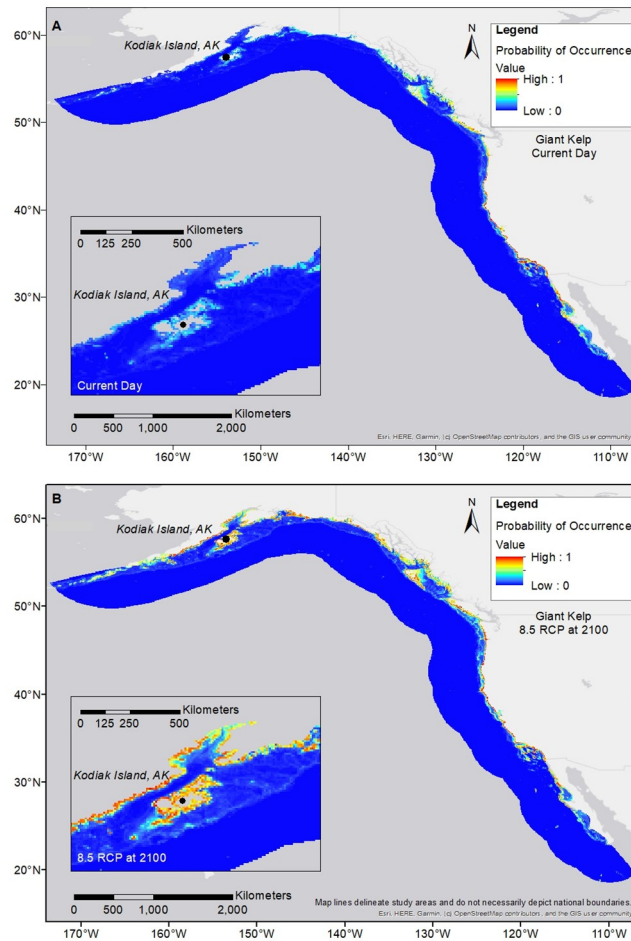 A
Kodiak Island, AK
N
Legend
Probability of Occurrence
Value
High : 1
Low : 0
Giant Kelp
Current Day
60°N
50°N
40°N
30°N
20°N
Kilometers
0 125 250 500
Kodiak Island, AK
Current Day
Kilometers
0 500 1,000 2,000
Esri, HERE, Garmin, (c) OpenStreetMap contributors, and the GIS user community
170°W 160°W 150°W 140°W 130°W 120°W 110°W
B
Kodiak Island, AK
N
Legend
Probability of Occurrence
Value
High : 1
Low : 0
Giant Kelp
8.5 RCP at 2100
60°N
50°N
40°N
30°N
20°N
Kilometers
0 125 250 500
Kodiak Island, AK
8.5 RCP at 2100
Kilometers
0 500 1,000 2,000
Map lines delineate study areas and do not necessarily depict national boundaries.
Esri, HERE, Garmin, (c) OpenStreetMap contributors, and the GIS user community
170°W 160°W 150°W 140°W 130°W 120°W 110°W